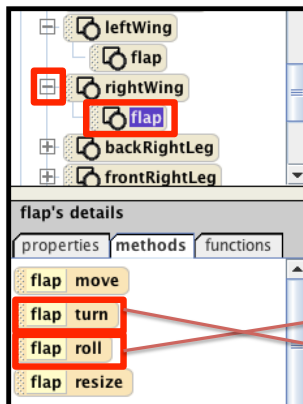 leftWing
flap
rightWing
flap
backRightLeg
frontRightLeg
flap's details
properties methods functions
flap move
flap turn
flap roll
flap resize